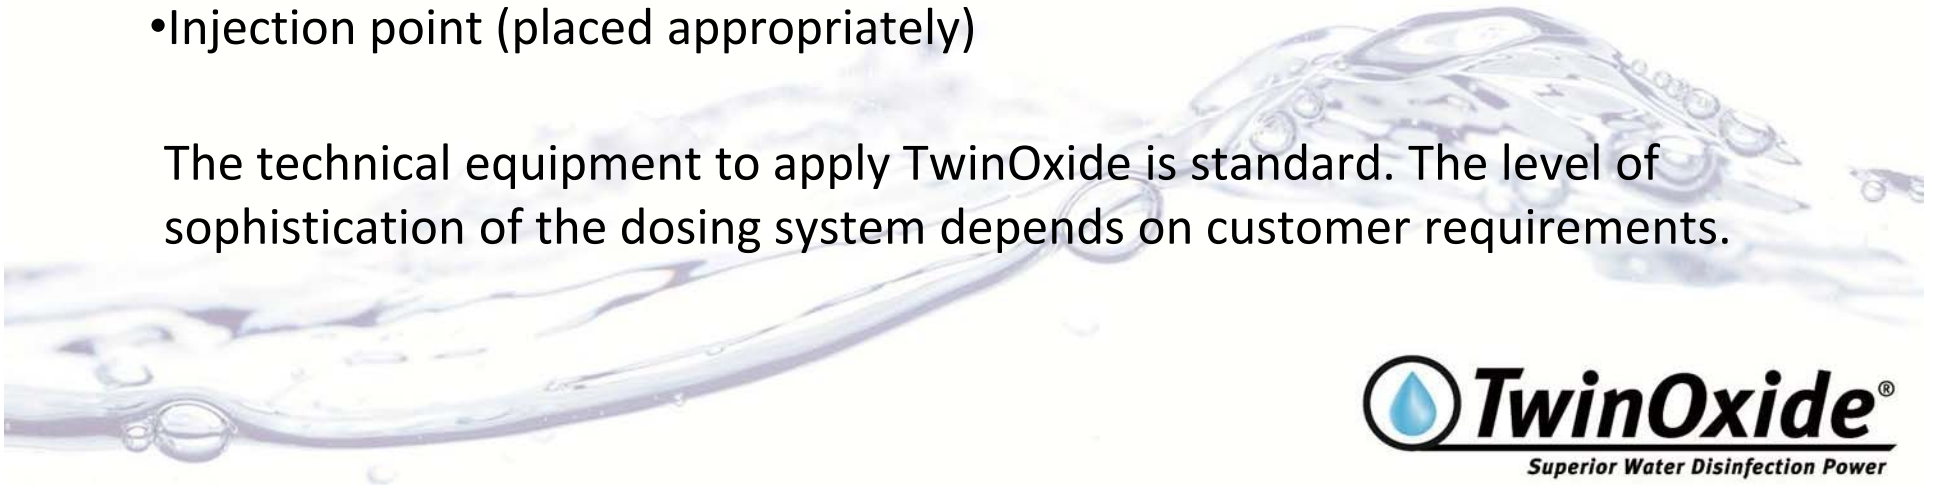 •Injection point (placed appropriately)
The technical equipment to apply TwinOxide is standard. The level of
sophistication of the dosing system depends on customer requirements.
TwinOxide®
Superior Water Disinfection Power